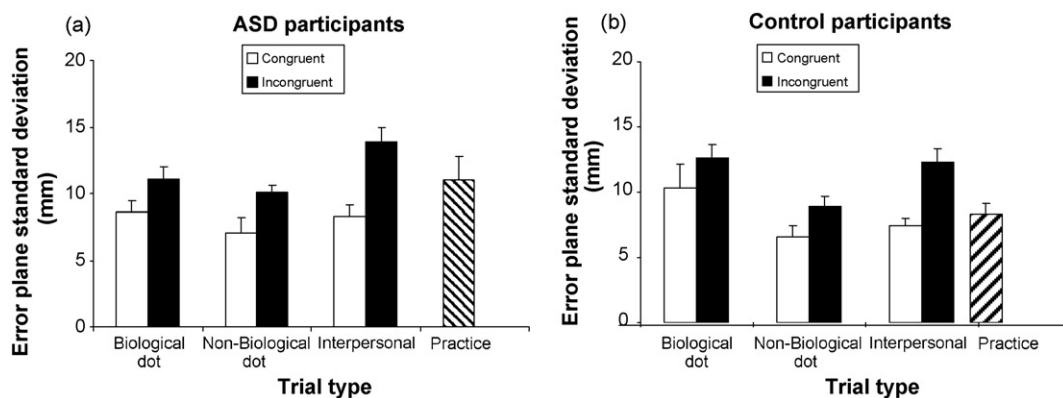 (a)
ASD participants
Congruent
Incongruent
Error plane standard deviation
(mm)
20
15
10
5
0
Biological
dot
Non-Biological
dot
Interpersonal
Practice
Trial type
(b)
Control participants
Congruent
Incongruent
Error plane standard deviation
(mm)
20
15
10
5
0
Biological
dot
Non-Biological
dot
Interpersonal
Practice
Trial type